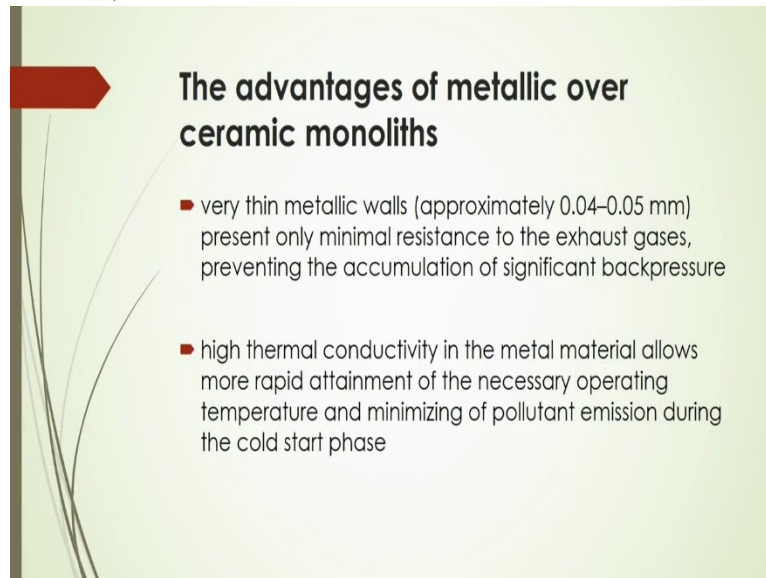 The advantages of metallic over
ceramic monoliths
very thin metallic walls (approximately 0.04–0.05 mm)
present only minimal resistance to the exhaust gases,
preventing the accumulation of significant backpressure
high thermal conductivity in the metal material allows
more rapid attainment of the necessary operating
temperature and minimizing of pollutant emission during
the cold start phase